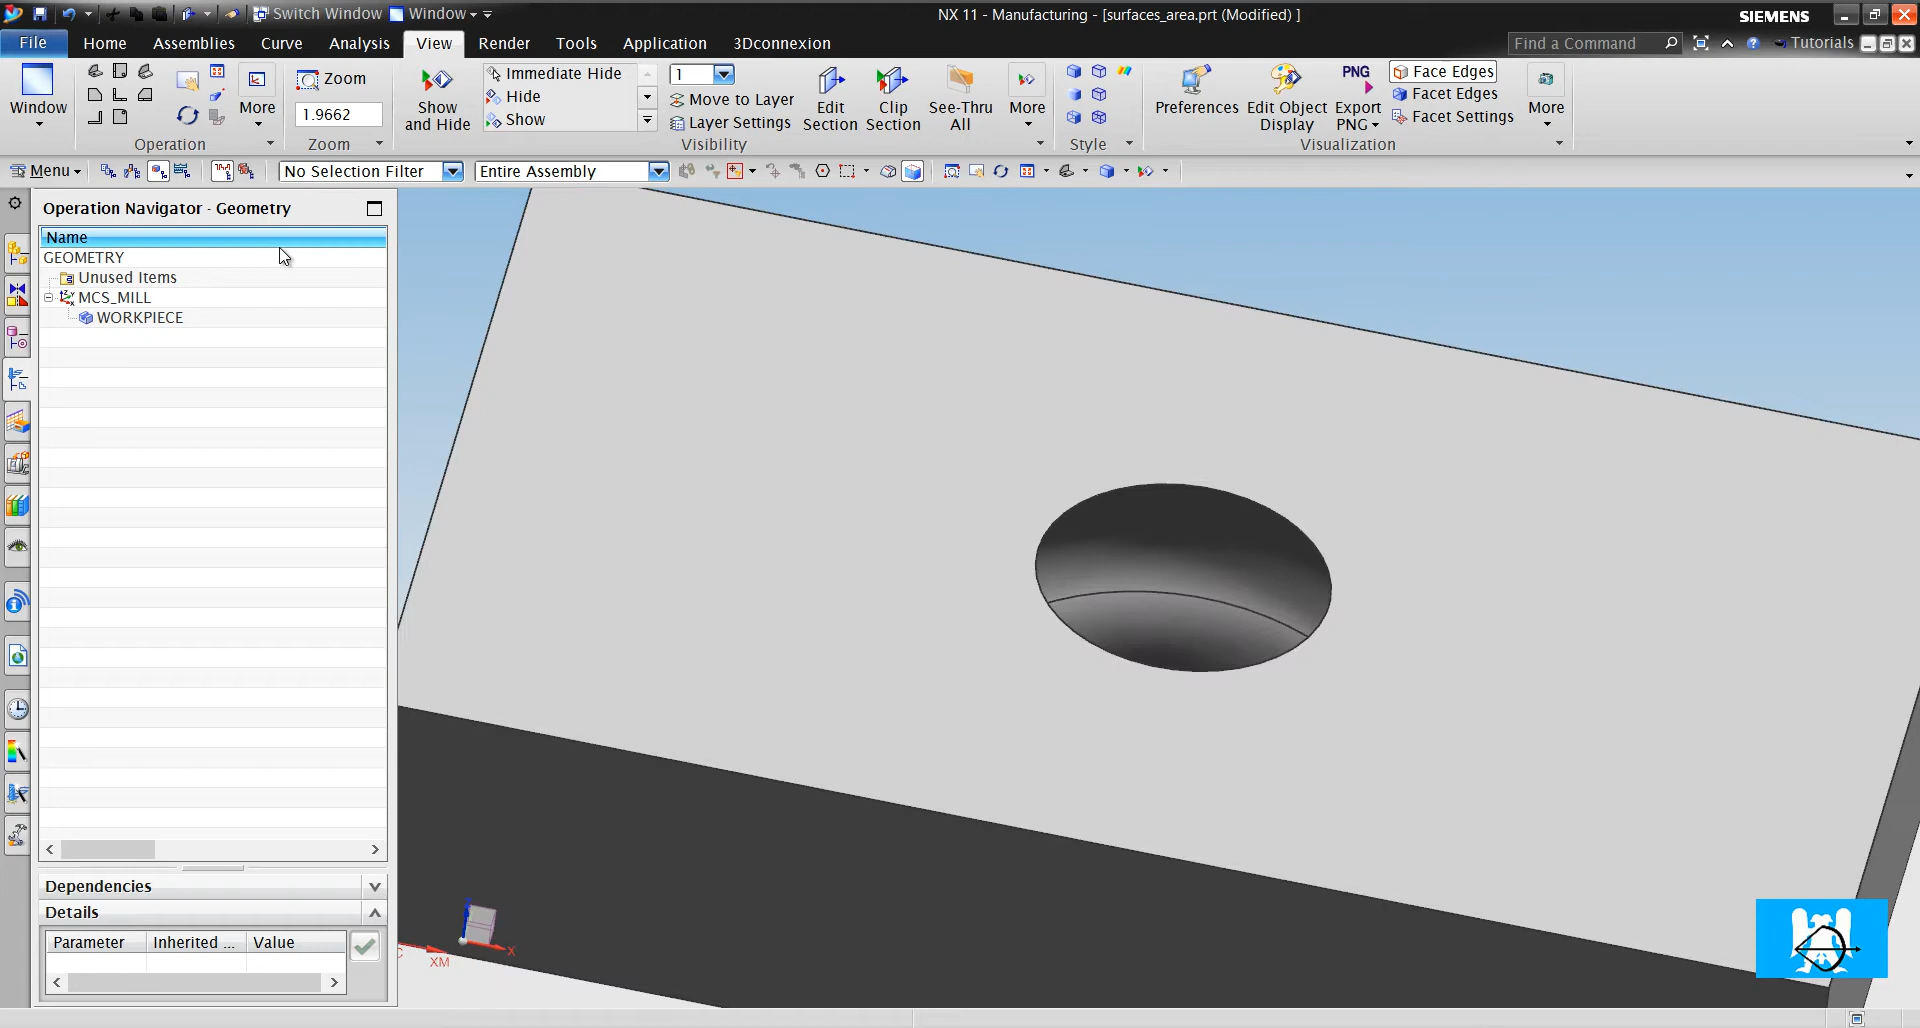 Switch Window Window NX 11 - Manufacturing - [surfaces_area.prt (Modified) ] SIEMENS
File Home Assemblies Curve Analysis View Render Tools Application 3Dconnexion Find a Command Tutorials
Window More Zoom 1.9662 Show and Hide Immediate Hide Hide Show 1 Move to Layer Layer Settings Edit Section Clip Section See-Thru All More Preferences Edit Object Display Export PNG PNG Face Edges Facet Edges Facet Settings More
Operation Zoom Visibility Style Visualization
Menu No Selection Filter Entire Assembly
Operation Navigator - Geometry
Name
GEOMETRY
Unused Items
MCS_MILL
WORKPIECE
Dependencies
Details
Parameter Inherited ... Value
XM X